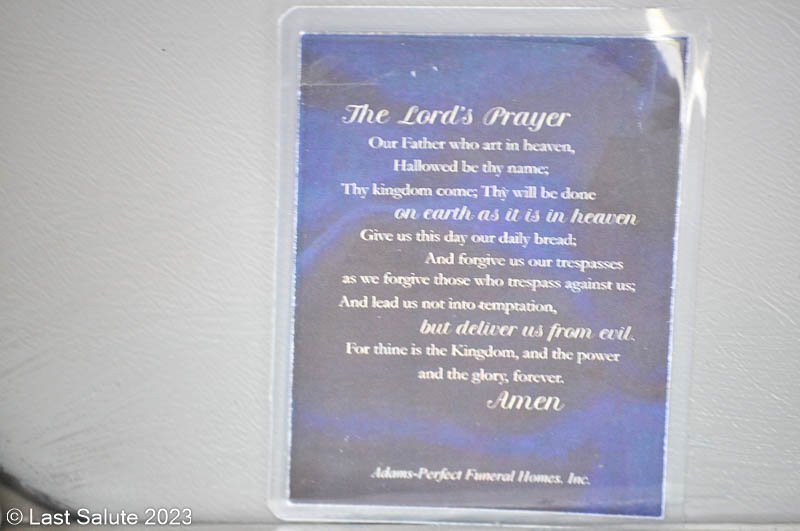 The Lord's Prayer
Our Father who art in heaven,
Hallowed be thy name;
Thy kingdom come; Thy will be done
on earth as it is in heaven
Give us this day our daily bread;
And forgive us our trespasses
as we forgive those who trespass against us;
And lead us not into temptation,
but deliver us from evil.
For thine is the Kingdom, and the power
and the glory, forever.
Amen
Adams-Perfect Funeral Homes, Inc.
© Last Salute 2023